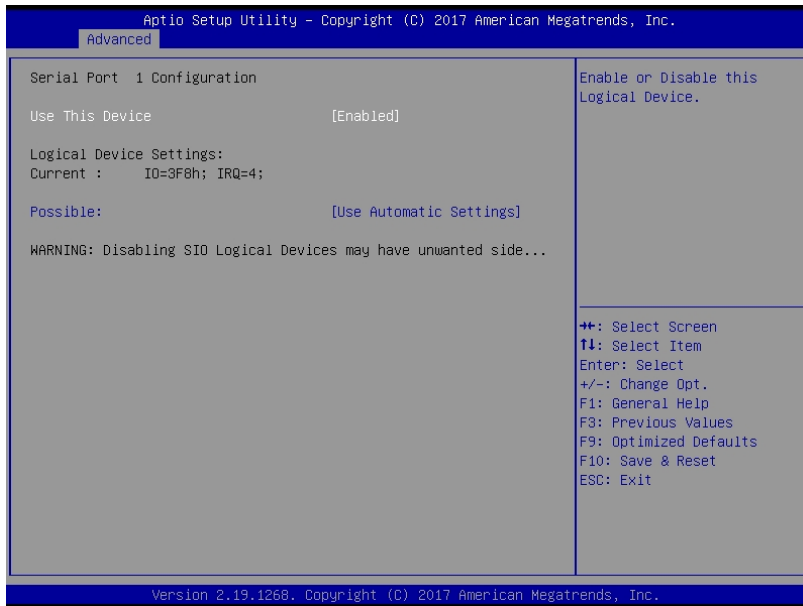 Aptio Setup Utility – Copyright (C) 2017 American Megatrends, Inc.
Advanced
Serial Port 1 Configuration
Use This Device [Enabled]
Logical Device Settings:
Current : IO=3F8h; IRQ=4;
Possible: [Use Automatic Settings]
WARNING: Disabling SIO Logical Devices may have unwanted side...
Enable or Disable this
Logical Device.
→←: Select Screen
↑↓: Select Item
Enter: Select
+/-: Change Opt.
F1: General Help
F3: Previous Values
F9: Optimized Defaults
F10: Save & Reset
ESC: Exit
Version 2.19.1268. Copyright (C) 2017 American Megatrends, Inc.